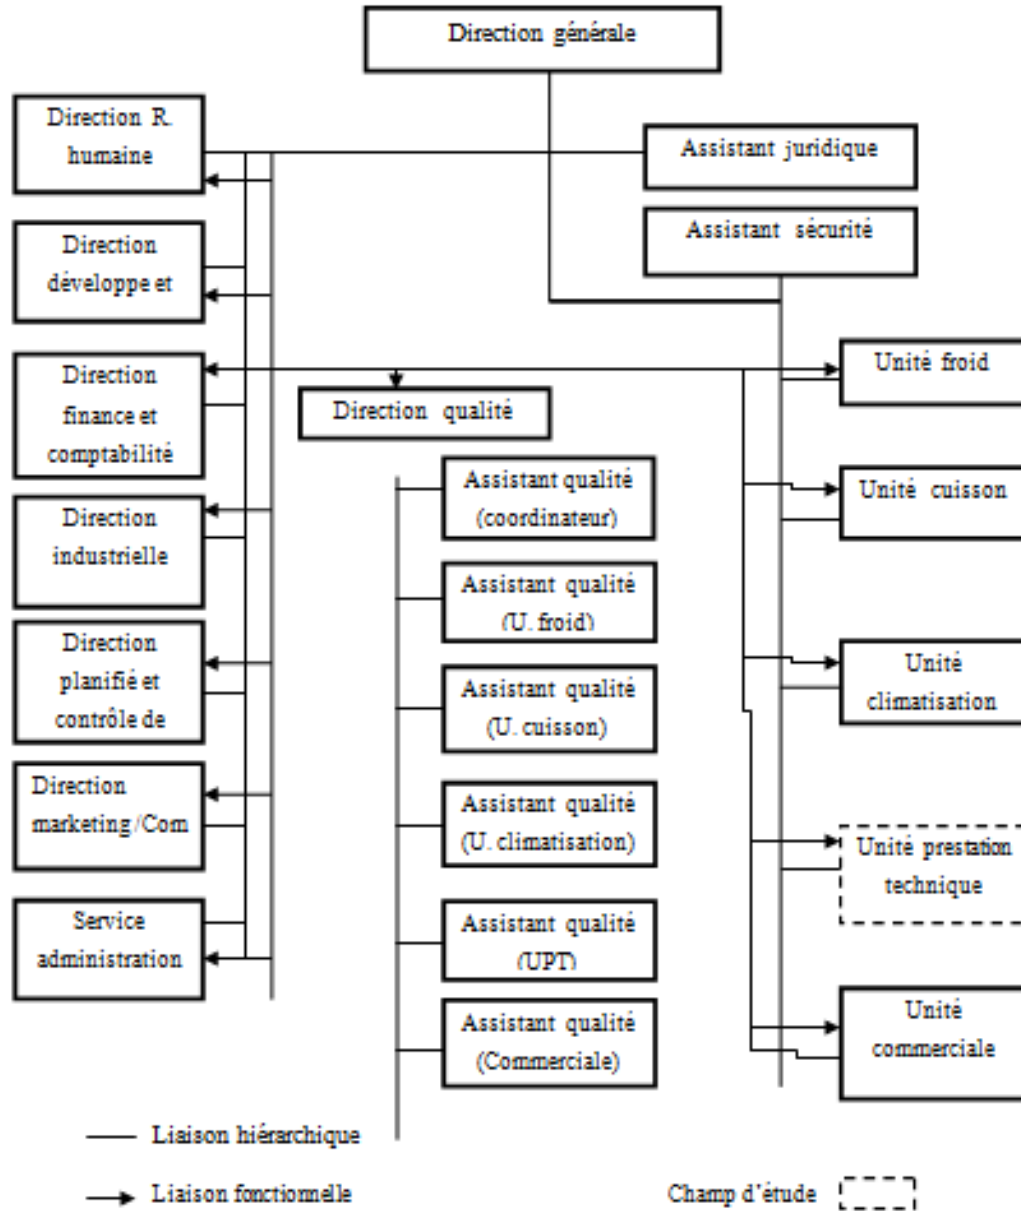 Direction générale
Direction R.
humaine
Assistant juridique
Assistant sécurité
Direction
développe et
Direction
finance et
comptabilité
Unité froid
Direction qualité
Assistant qualité
(coordinateur)
Unité cuisson
Direction
industrielle
Assistant qualité
(U. froid)
Direction
planifié et
contrôle de
Assistant qualité
(U. cuisson)
Unité
climatisation
Direction
marketing /Com
Assistant qualité
(U. climatisation)
Unité prestation
technique
Service
administration
Assistant qualité
(UPT)
Assistant qualité
(Commerciale)
Unité
commerciale
Liaison hiérarchique
Liaison fonctionnelle
Champ d'étude